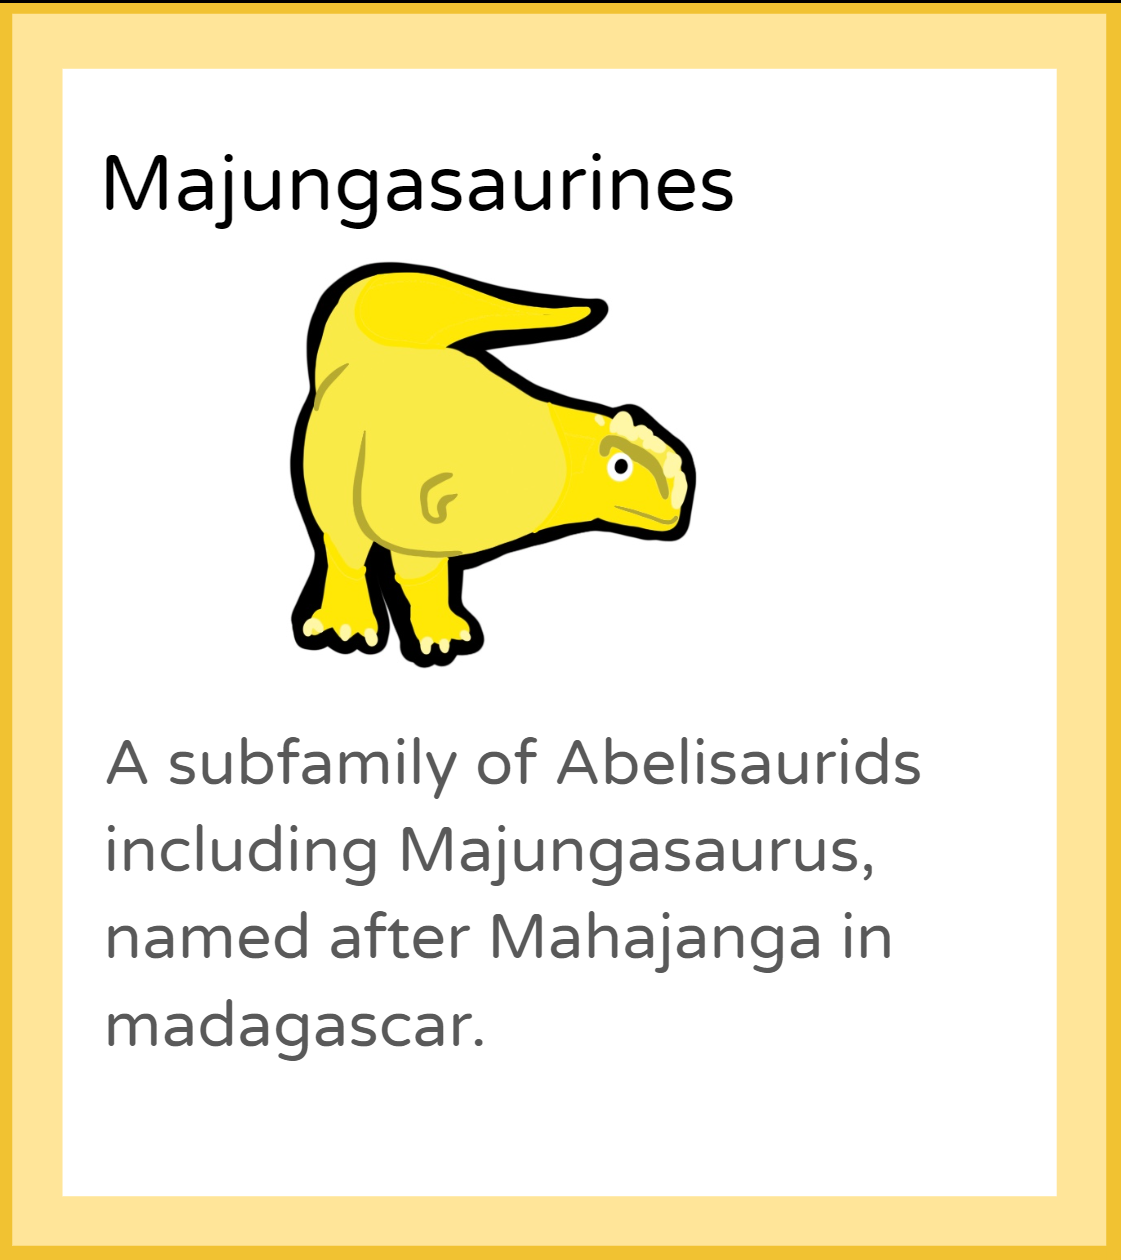 Majungasaurines
A subfamily of Abelisaurids
including Majungasaurus,
named after Mahajanga in
madagascar.